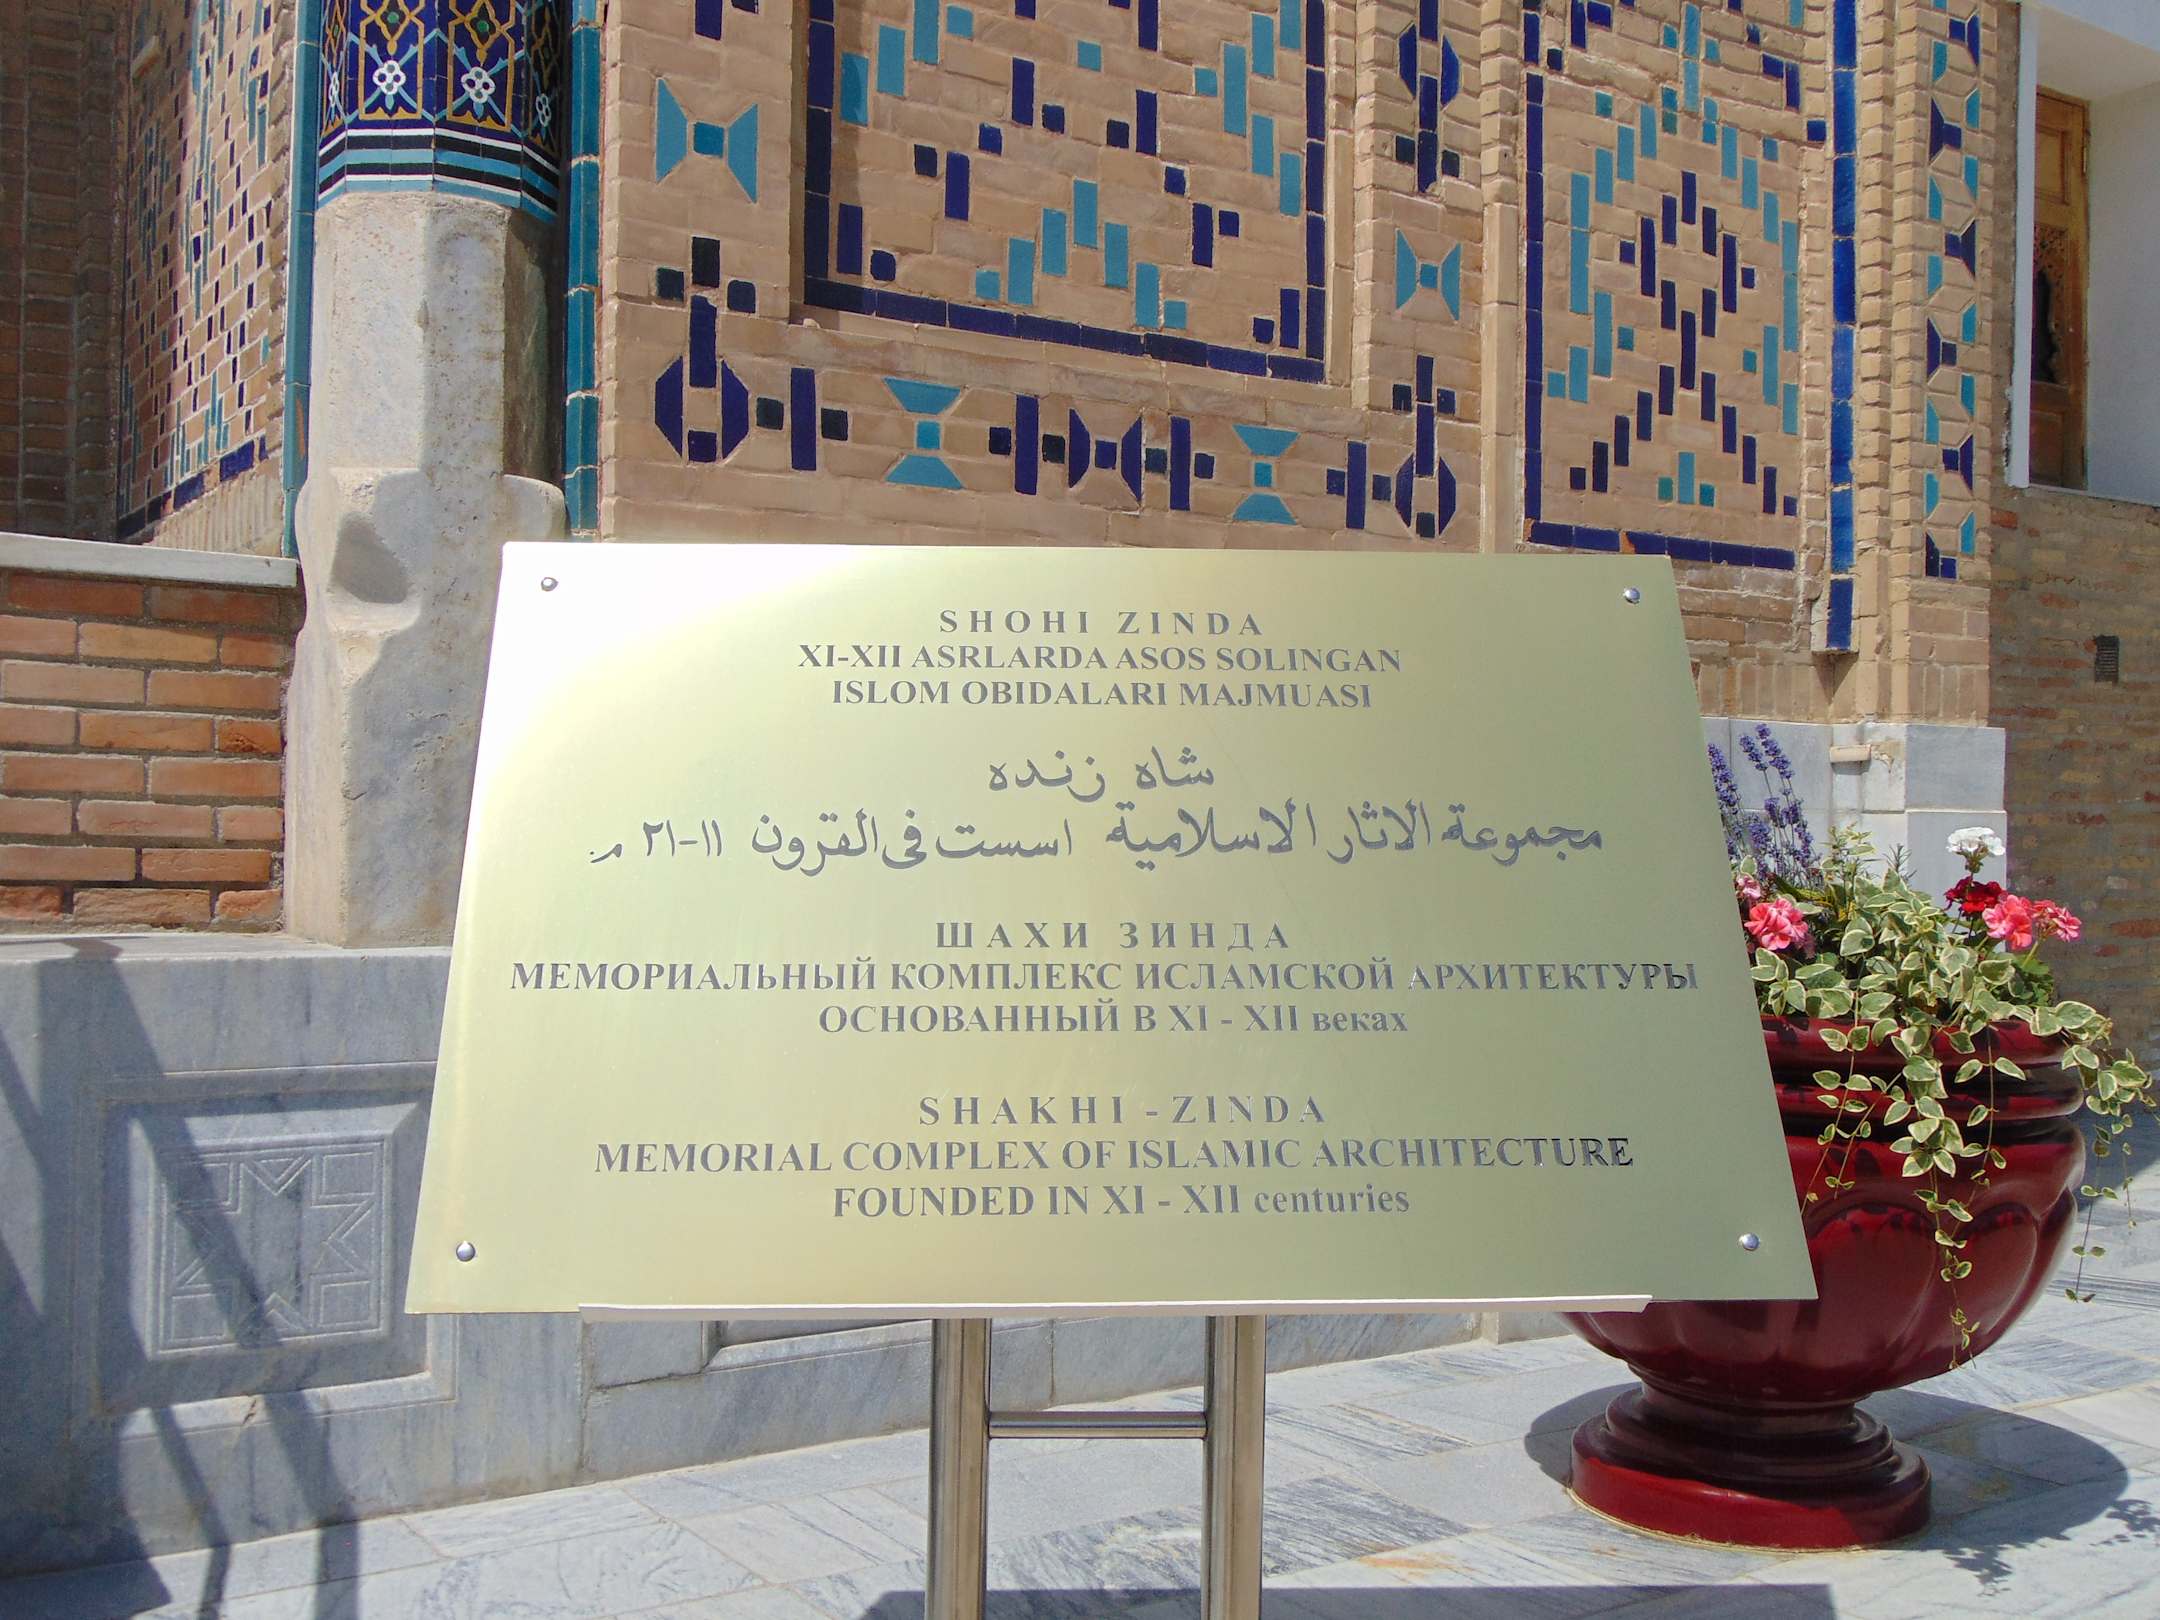 SHOHI ZINDA
XI-XII ASRLARDA ASOS SOLINGAN
ISLOM OBIDALARI MAJMUASI
شاه زنده
مجموعة الاثار الاسلامية اسست فى القرون ١١-٢١ م.
ШАХИ ЗИНДА
МЕМОРИАЛЬНЫЙ КОМПЛЕКС ИСЛАМСКОЙ АРХИТЕКТУРЫ
ОСНОВАННЫЙ В XI - XII веках
SHAKHI - ZINDA
MEMORIAL COMPLEX OF ISLAMIC ARCHITECTURE
FOUNDED IN XI - XII centuries